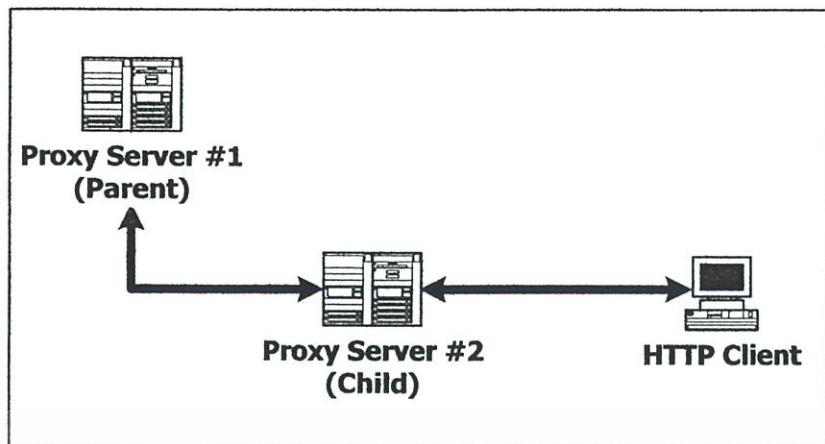 Proxy Server #1
(Parent)
Proxy Server #2
(Child)
HTTP Client